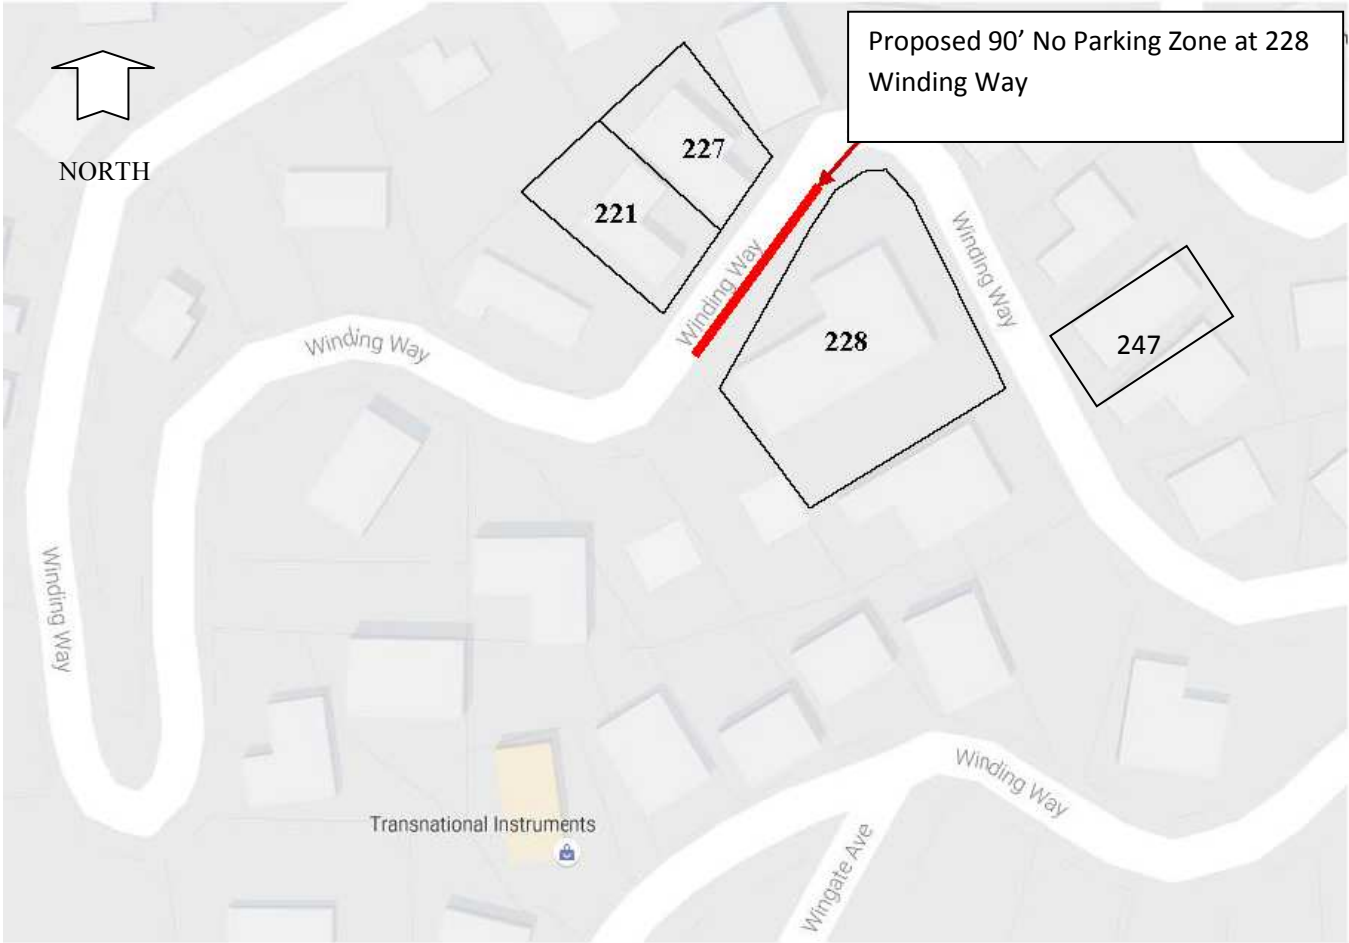 Proposed 90’ No Parking Zone at 228
Winding Way
NORTH
227
221
Winding Way
Winding Way
Winding Way
228
247
Winding Way
Winding Way
Transnational Instruments
Wingate Ave